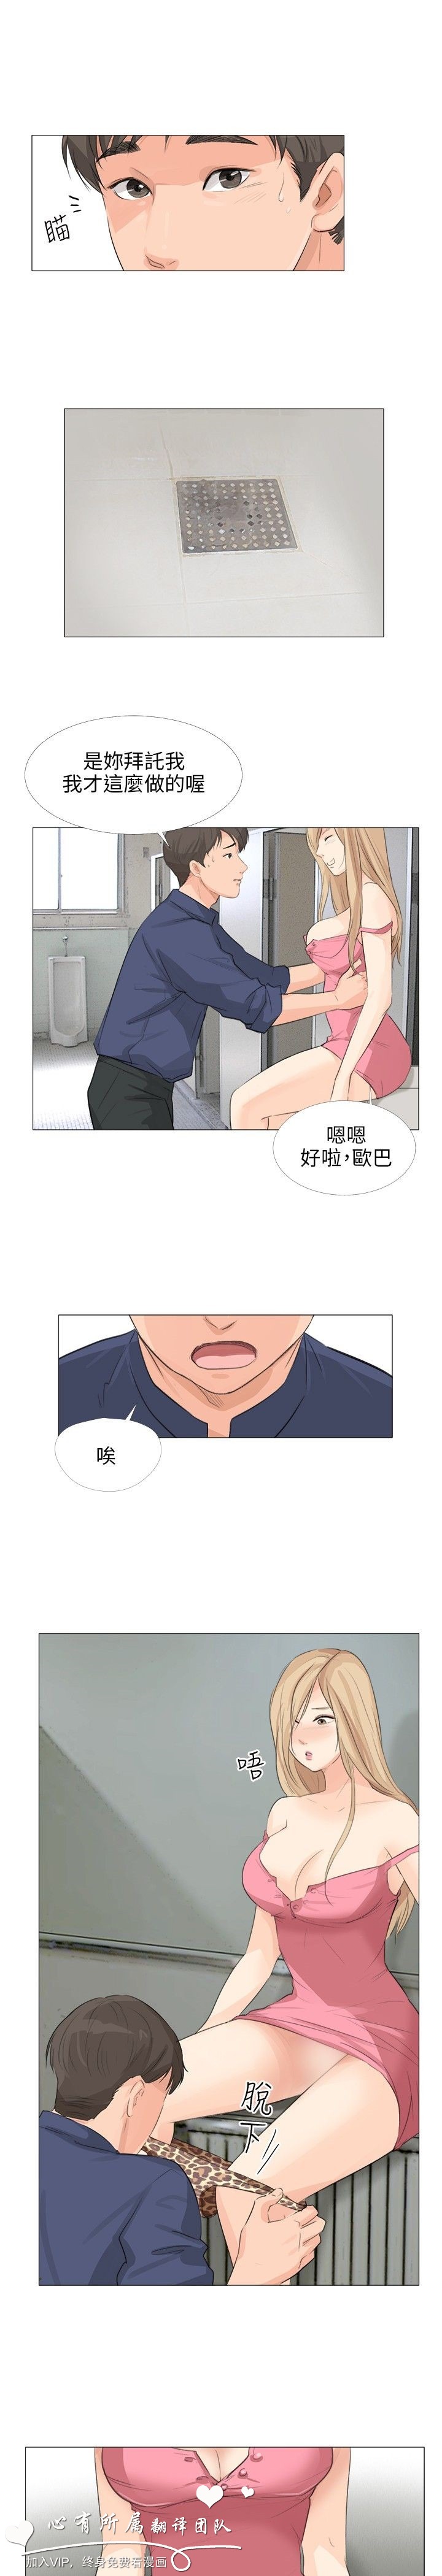 瞄
是妳拜託我
我才這麼做的喔
嗯嗯
好啦，歐巴
唉
唔
脫
下
心有所属翻译团队
加入VIP，终身免费看漫画